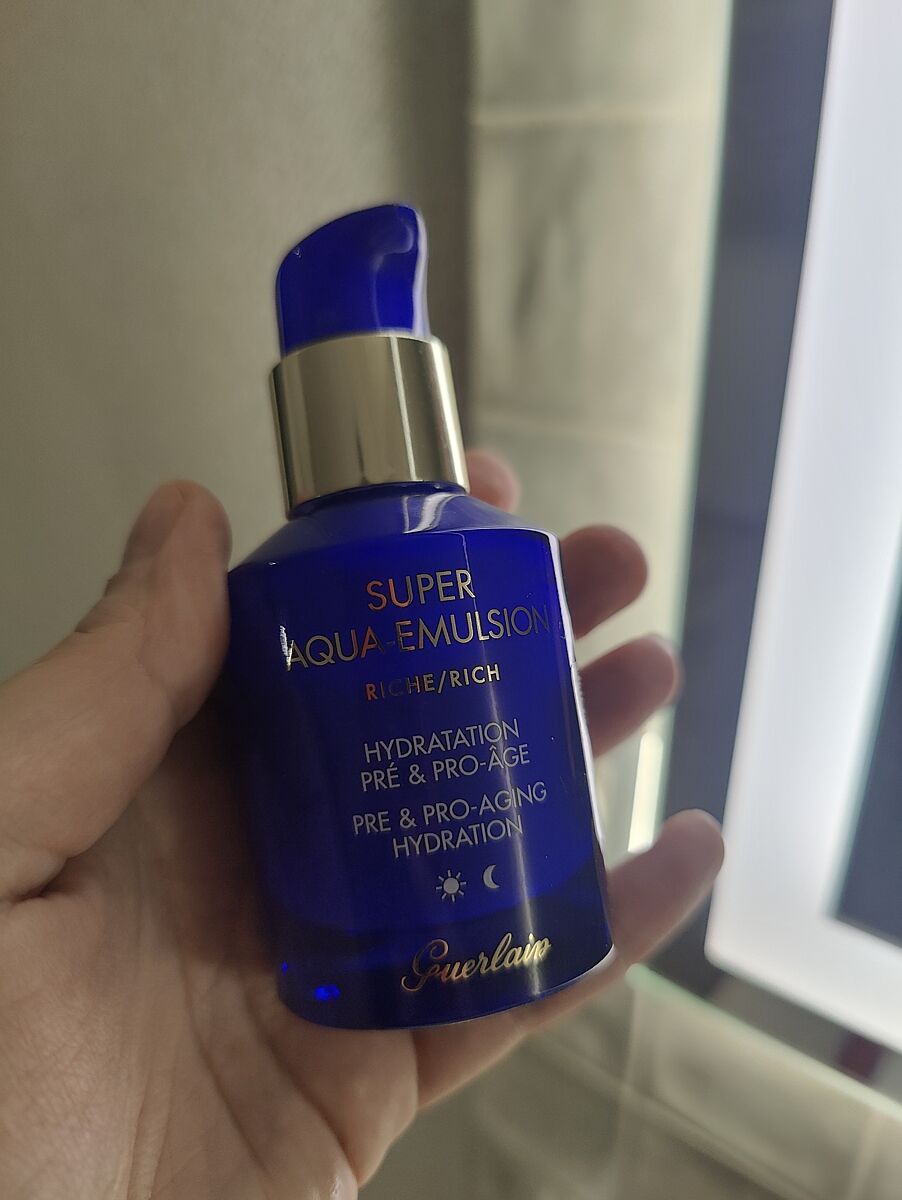 SUPER
AQUA-EMULSION
RICHE/RICH
HYDRATATION
PRÉ & PRO-ÂGE
PRE & PRO-AGING
HYDRATION
Guerlain